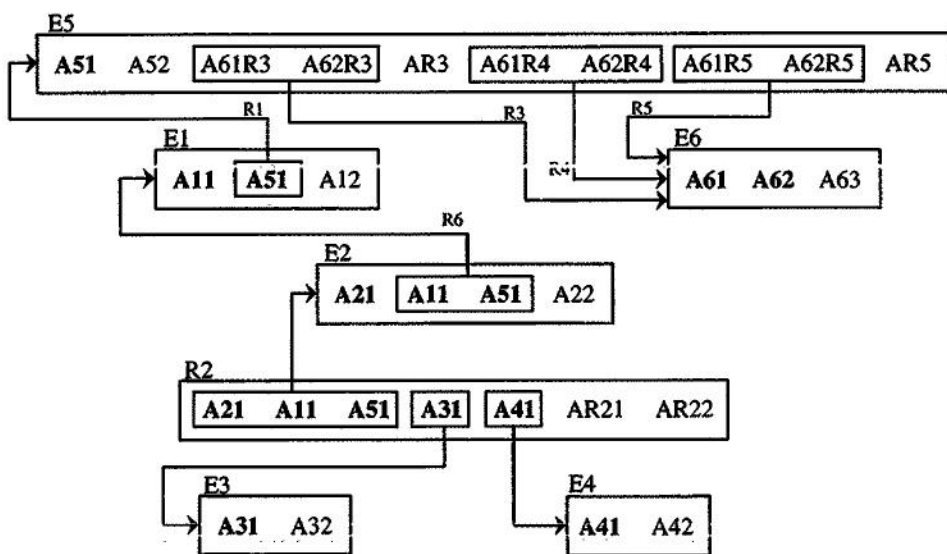 E5
A51 A52 A61R3 A62R3 AR3 A61R4 A62R4 A61R5 A62R5 AR5
R1 R3 R5
E1 E6
A11 A51 A12 R4 A61 A62 A63
R6
E2
A21 A11 A51 A22
R2
A21 A11 A51 A31 A41 AR21 AR22
E3 E4
A31 A32 A41 A42